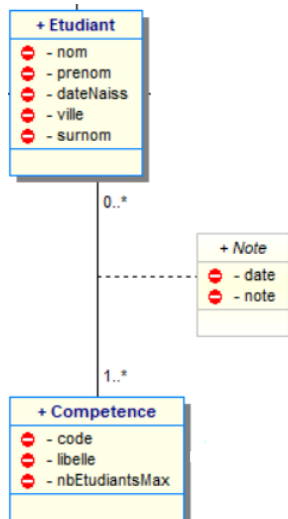 + Etudiant
- nom
- prenom
- dateNaiss
- ville
- surnom
0..*
+ Note
- date
- note
1..*
+ Competence
- code
- libelle
- nbEtudiantsMax